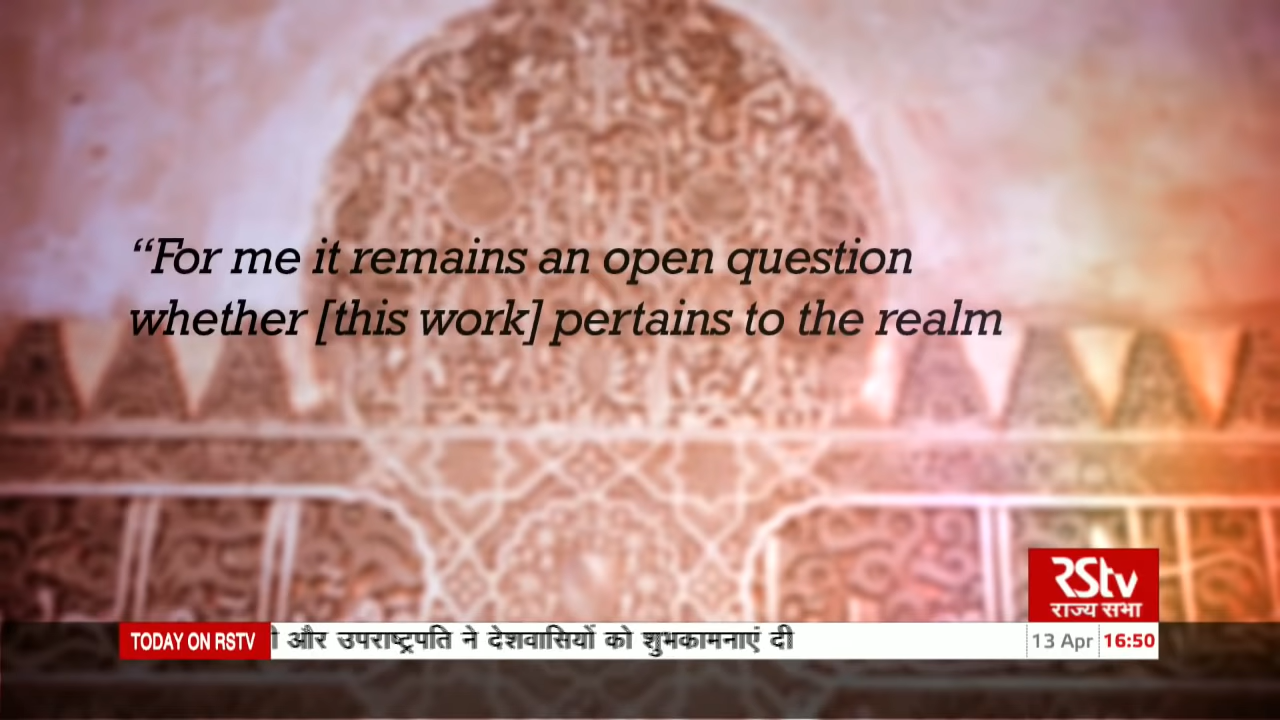 “For me it remains an open question
whether [this work] pertains to the realm
RStv
राज्य सभा
TODAY ON RSTV
और उपराष्ट्रपति ने देशवासियों को शुभकामनाएं दी
13 Apr
16:50